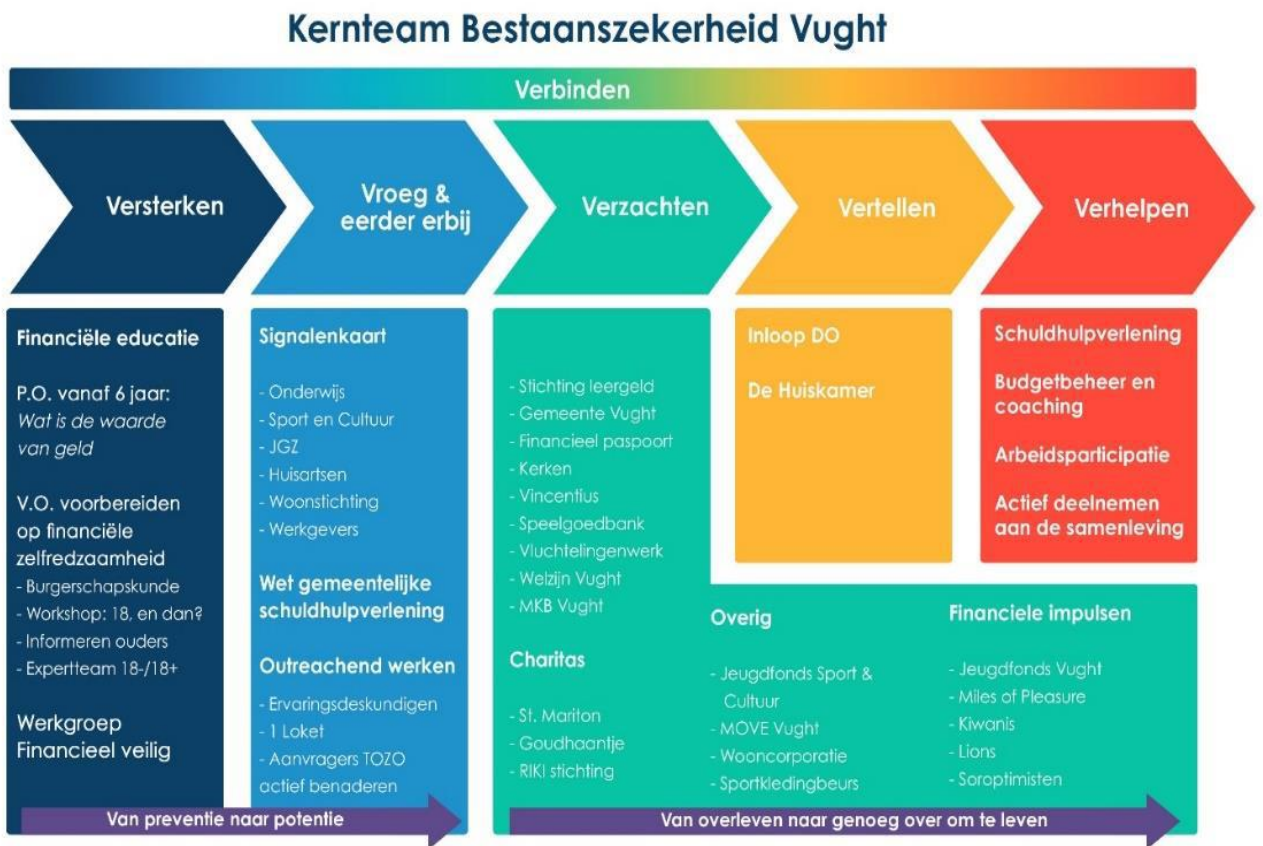 Kernteam Bestaanszekerheid Vught
Verbinden
Versterken
Vroeg &
eerder erbij
Verzachten
Vertellen
Verhelpen
Financiële educatie
P.O. vanaf 6 jaar:
Wat is de waarde
van geld
V.O. voorbereiden
op financiële
zelfredzaamheid
- Burgerschapskunde
- Workshop: 18, en dan?
- Informeren ouders
- Expertteam 18-/18+
Werkgroep
Financieel veilig
Signalenkaart
- Onderwijs
- Sport en Cultuur
- JGZ
- Huisartsen
- Woonstichting
- Werkgevers
Wet gemeentelijke
schuldhulpverlening
Outreachend werken
- Ervaringsdeskundigen
- 1 Loket
- Aanvragers TOZO
actief benaderen
- Stichting leergeld
- Gemeente Vught
- Financieel paspoort
- Kerken
- Vincentius
- Speelgoedbank
- Vluchtelingenwerk
- Welzijn Vught
- MKB Vught
Charitas
- St. Mariton
- Goudhaantje
- RIKI stichting
Inloop DO
De Huiskamer
Schuldhulpverlening
Budgetbeheer en
coaching
Arbeidsparticipatie
Actief deelnemen
aan de samenleving
Overig
- Jeugdfonds Sport &
Cultuur
- MOVE Vught
- Wooncorporatie
- Sportkledingbeurs
Financiele impulsen
- Jeugdfonds Vught
- Miles of Pleasure
- Kiwanis
- Lions
- Soroptimisten
Van preventie naar potentie
Van overleven naar genoeg over om te leven